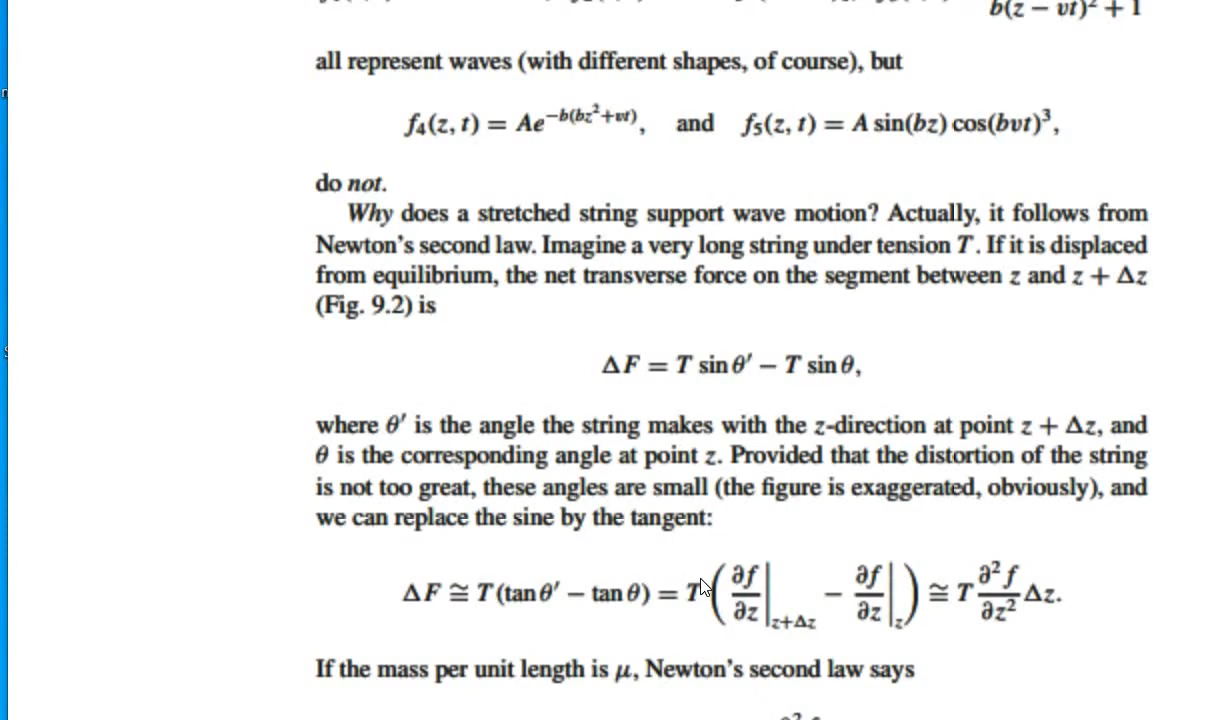 b(z − vt)² + 1
all represent waves (with different shapes, of course), but
f₄(z, t) = Ae^{−b(bz²+vt)}, and f₅(z, t) = A sin(bz) cos(bvt)³,
do not.
Why does a stretched string support wave motion? Actually, it follows from
Newton’s second law. Imagine a very long string under tension T. If it is displaced
from equilibrium, the net transverse force on the segment between z and z + Δz
(Fig. 9.2) is
ΔF = T sin θ′ − T sin θ,
where θ′ is the angle the string makes with the z-direction at point z + Δz, and
θ is the corresponding angle at point z. Provided that the distortion of the string
is not too great, these angles are small (the figure is exaggerated, obviously), and
we can replace the sine by the tangent:
ΔF ≅ T(tan θ′ − tan θ) = T(∂f/∂z|_{z+Δz} − ∂f/∂z|_z) ≅ T ∂²f/∂z² Δz.
If the mass per unit length is μ, Newton’s second law says